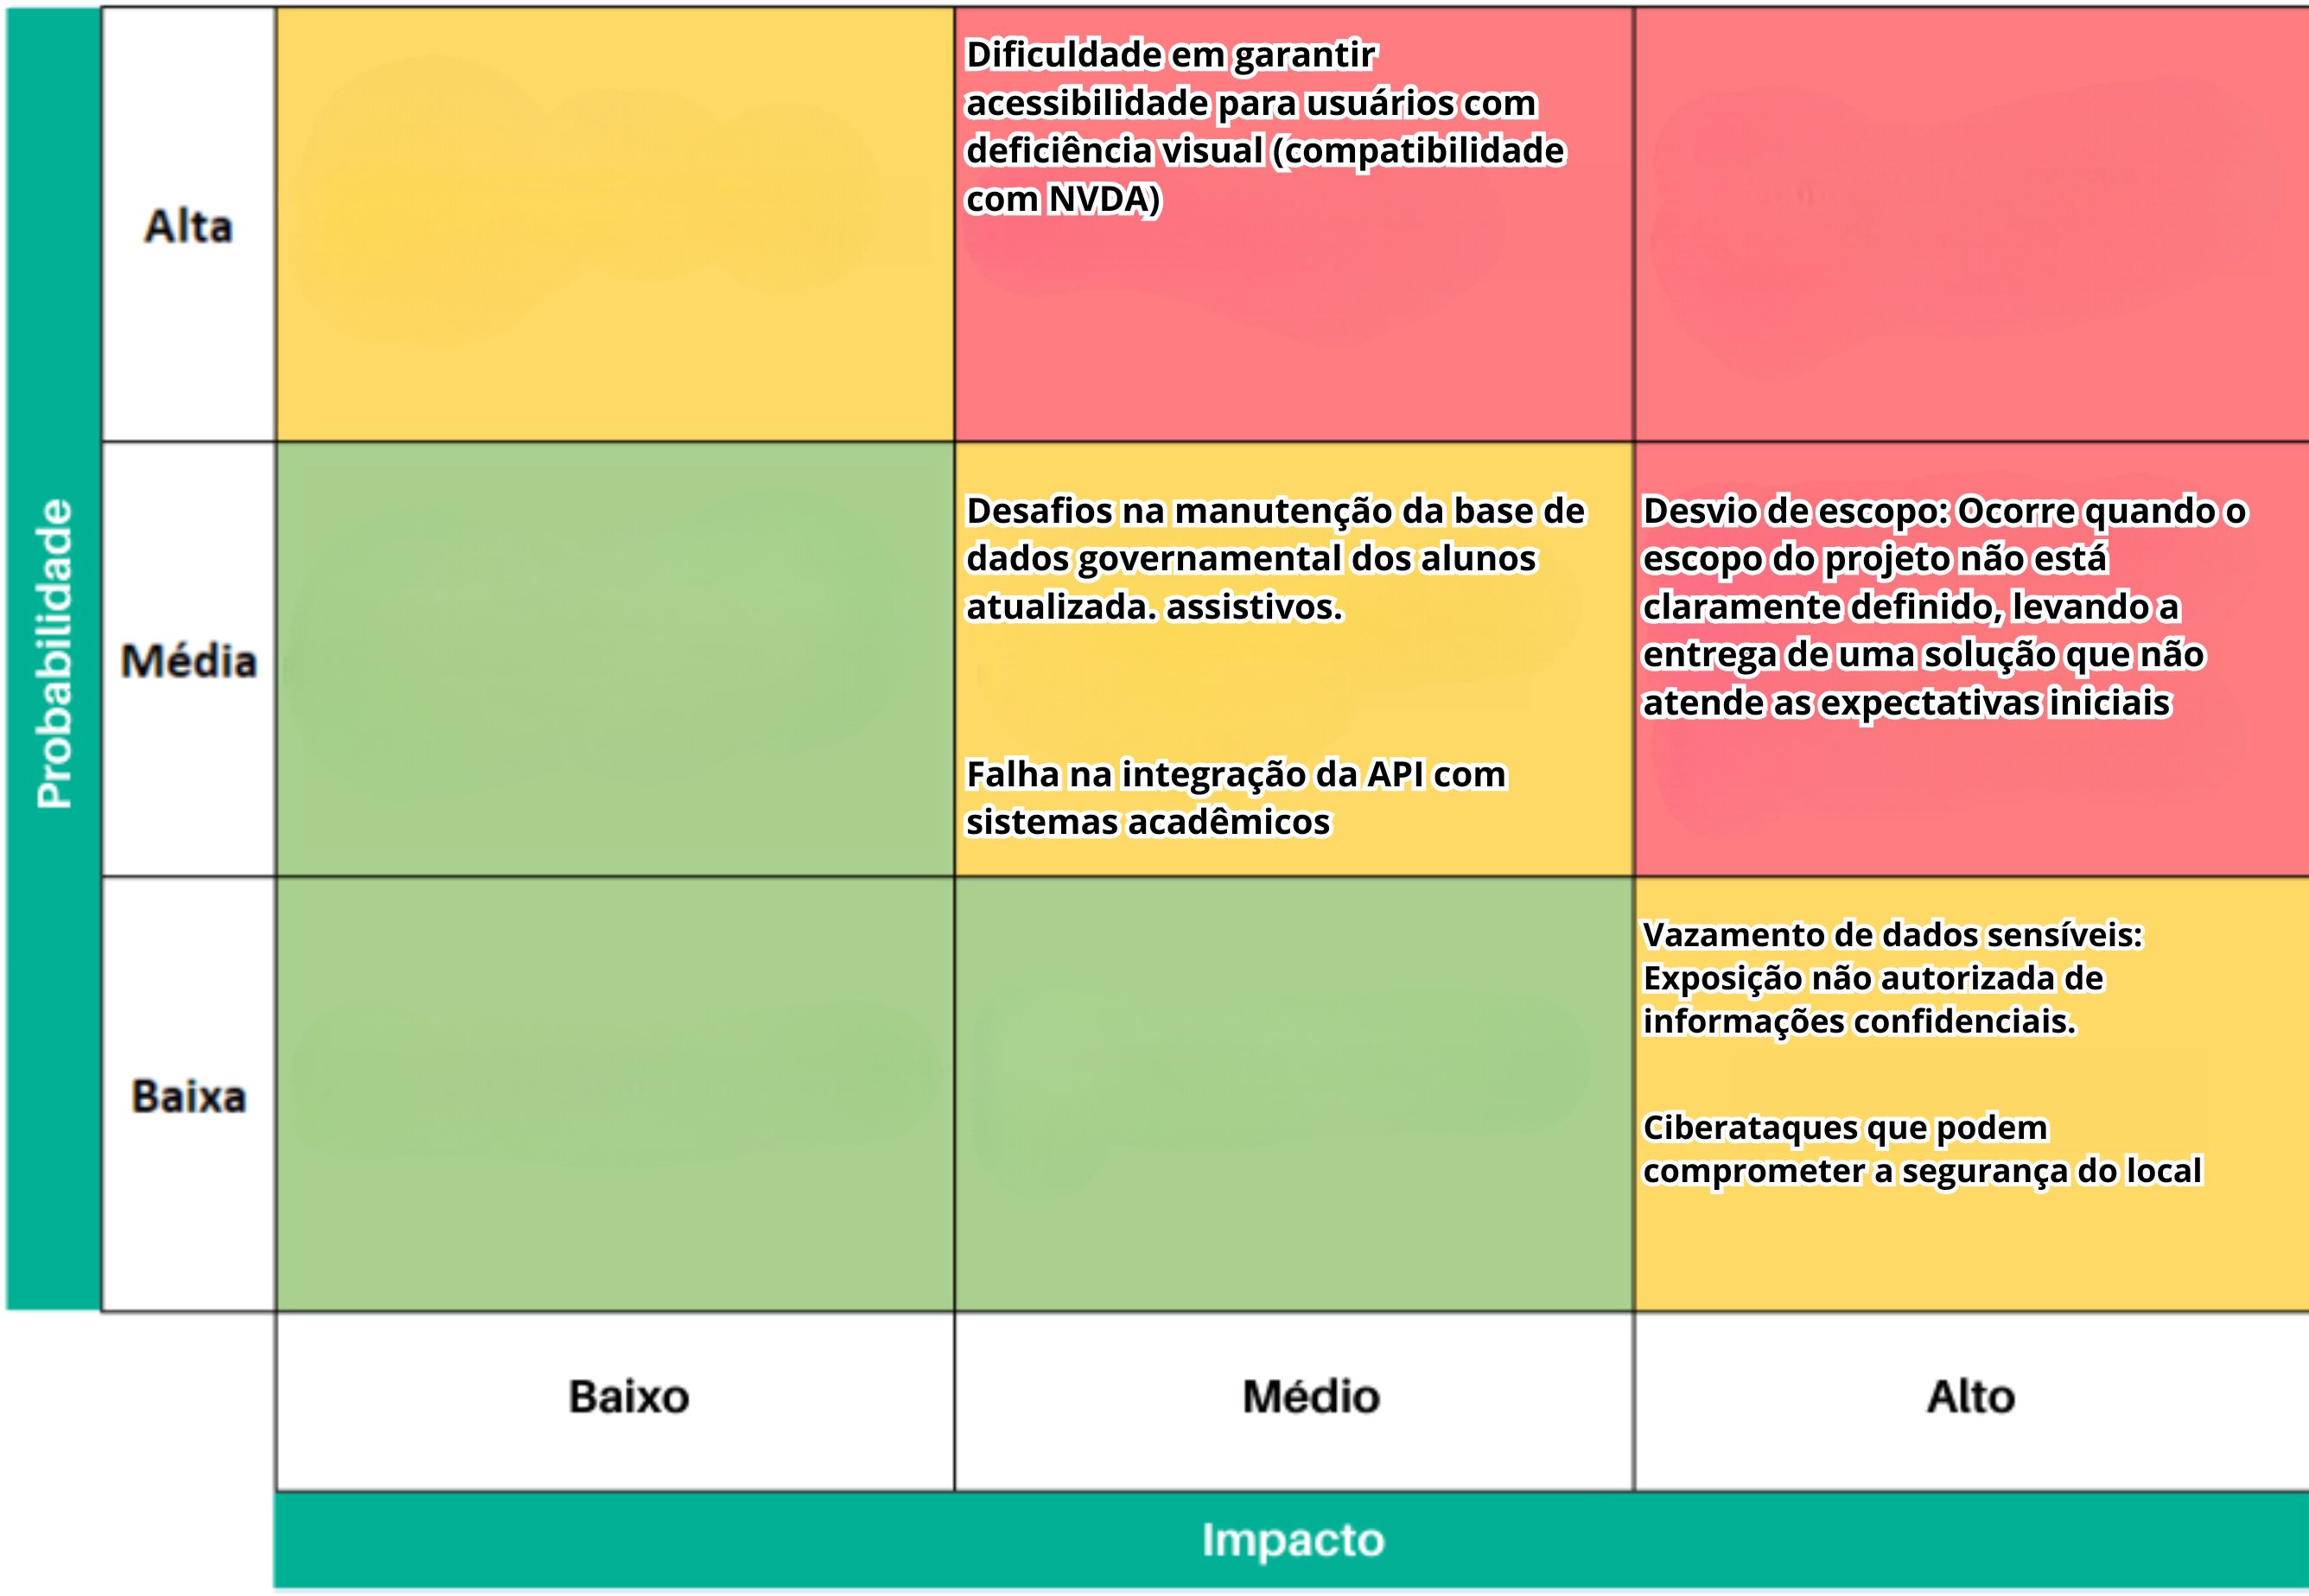 Probabilidade
Alta
Dificuldade em garantir
acessibilidade para usuários com
deficiência visual (compatibilidade
com NVDA)
Média
Desafios na manutenção da base de
dados governamental dos alunos
atualizada. assistivos.
Falha na integração da API com
sistemas acadêmicos
Desvio de escopo: Ocorre quando o
escopo do projeto não está
claramente definido, levando a
entrega de uma solução que não
atende as expectativas iniciais
Baixa
Vazamento de dados sensíveis:
Exposição não autorizada de
informações confidenciais.
Ciberataques que podem
comprometer a segurança do local
Baixo
Médio
Alto
Impacto